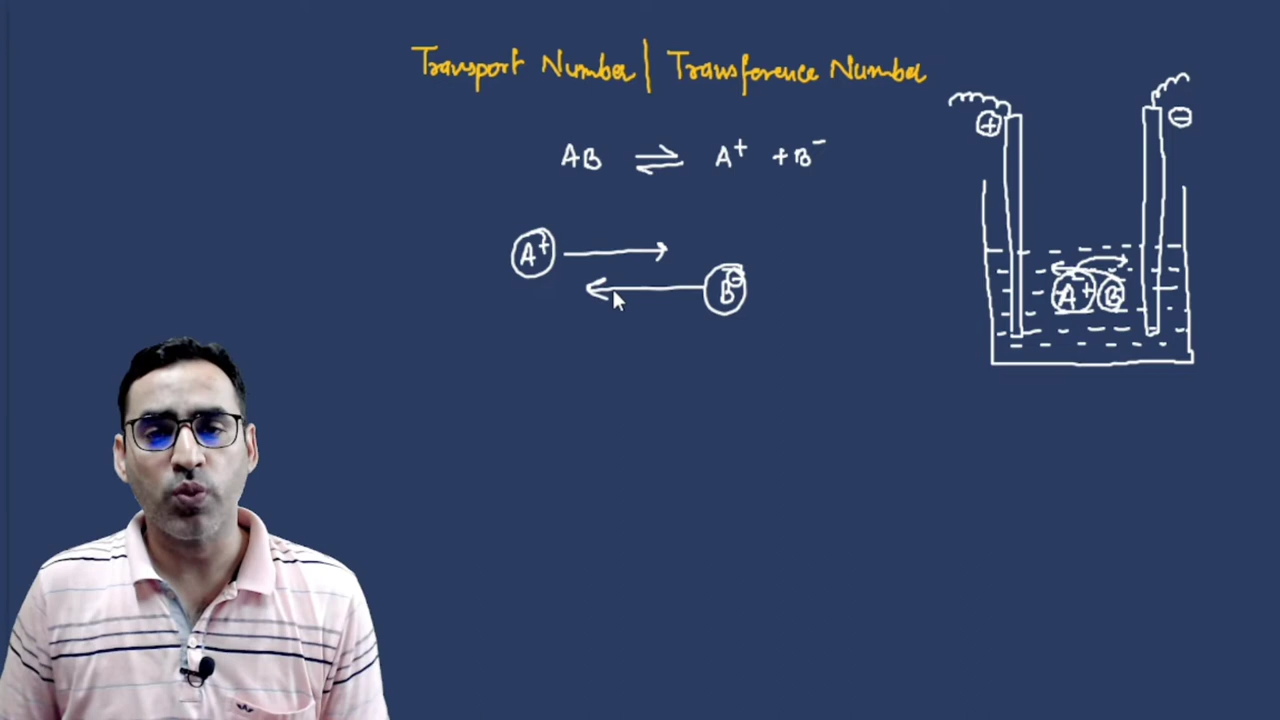 Transport Number | Transference Number
AB ⇌ A⁺ + B⁻
A⁺
B⊖
⊕
⊖
A⁺ B